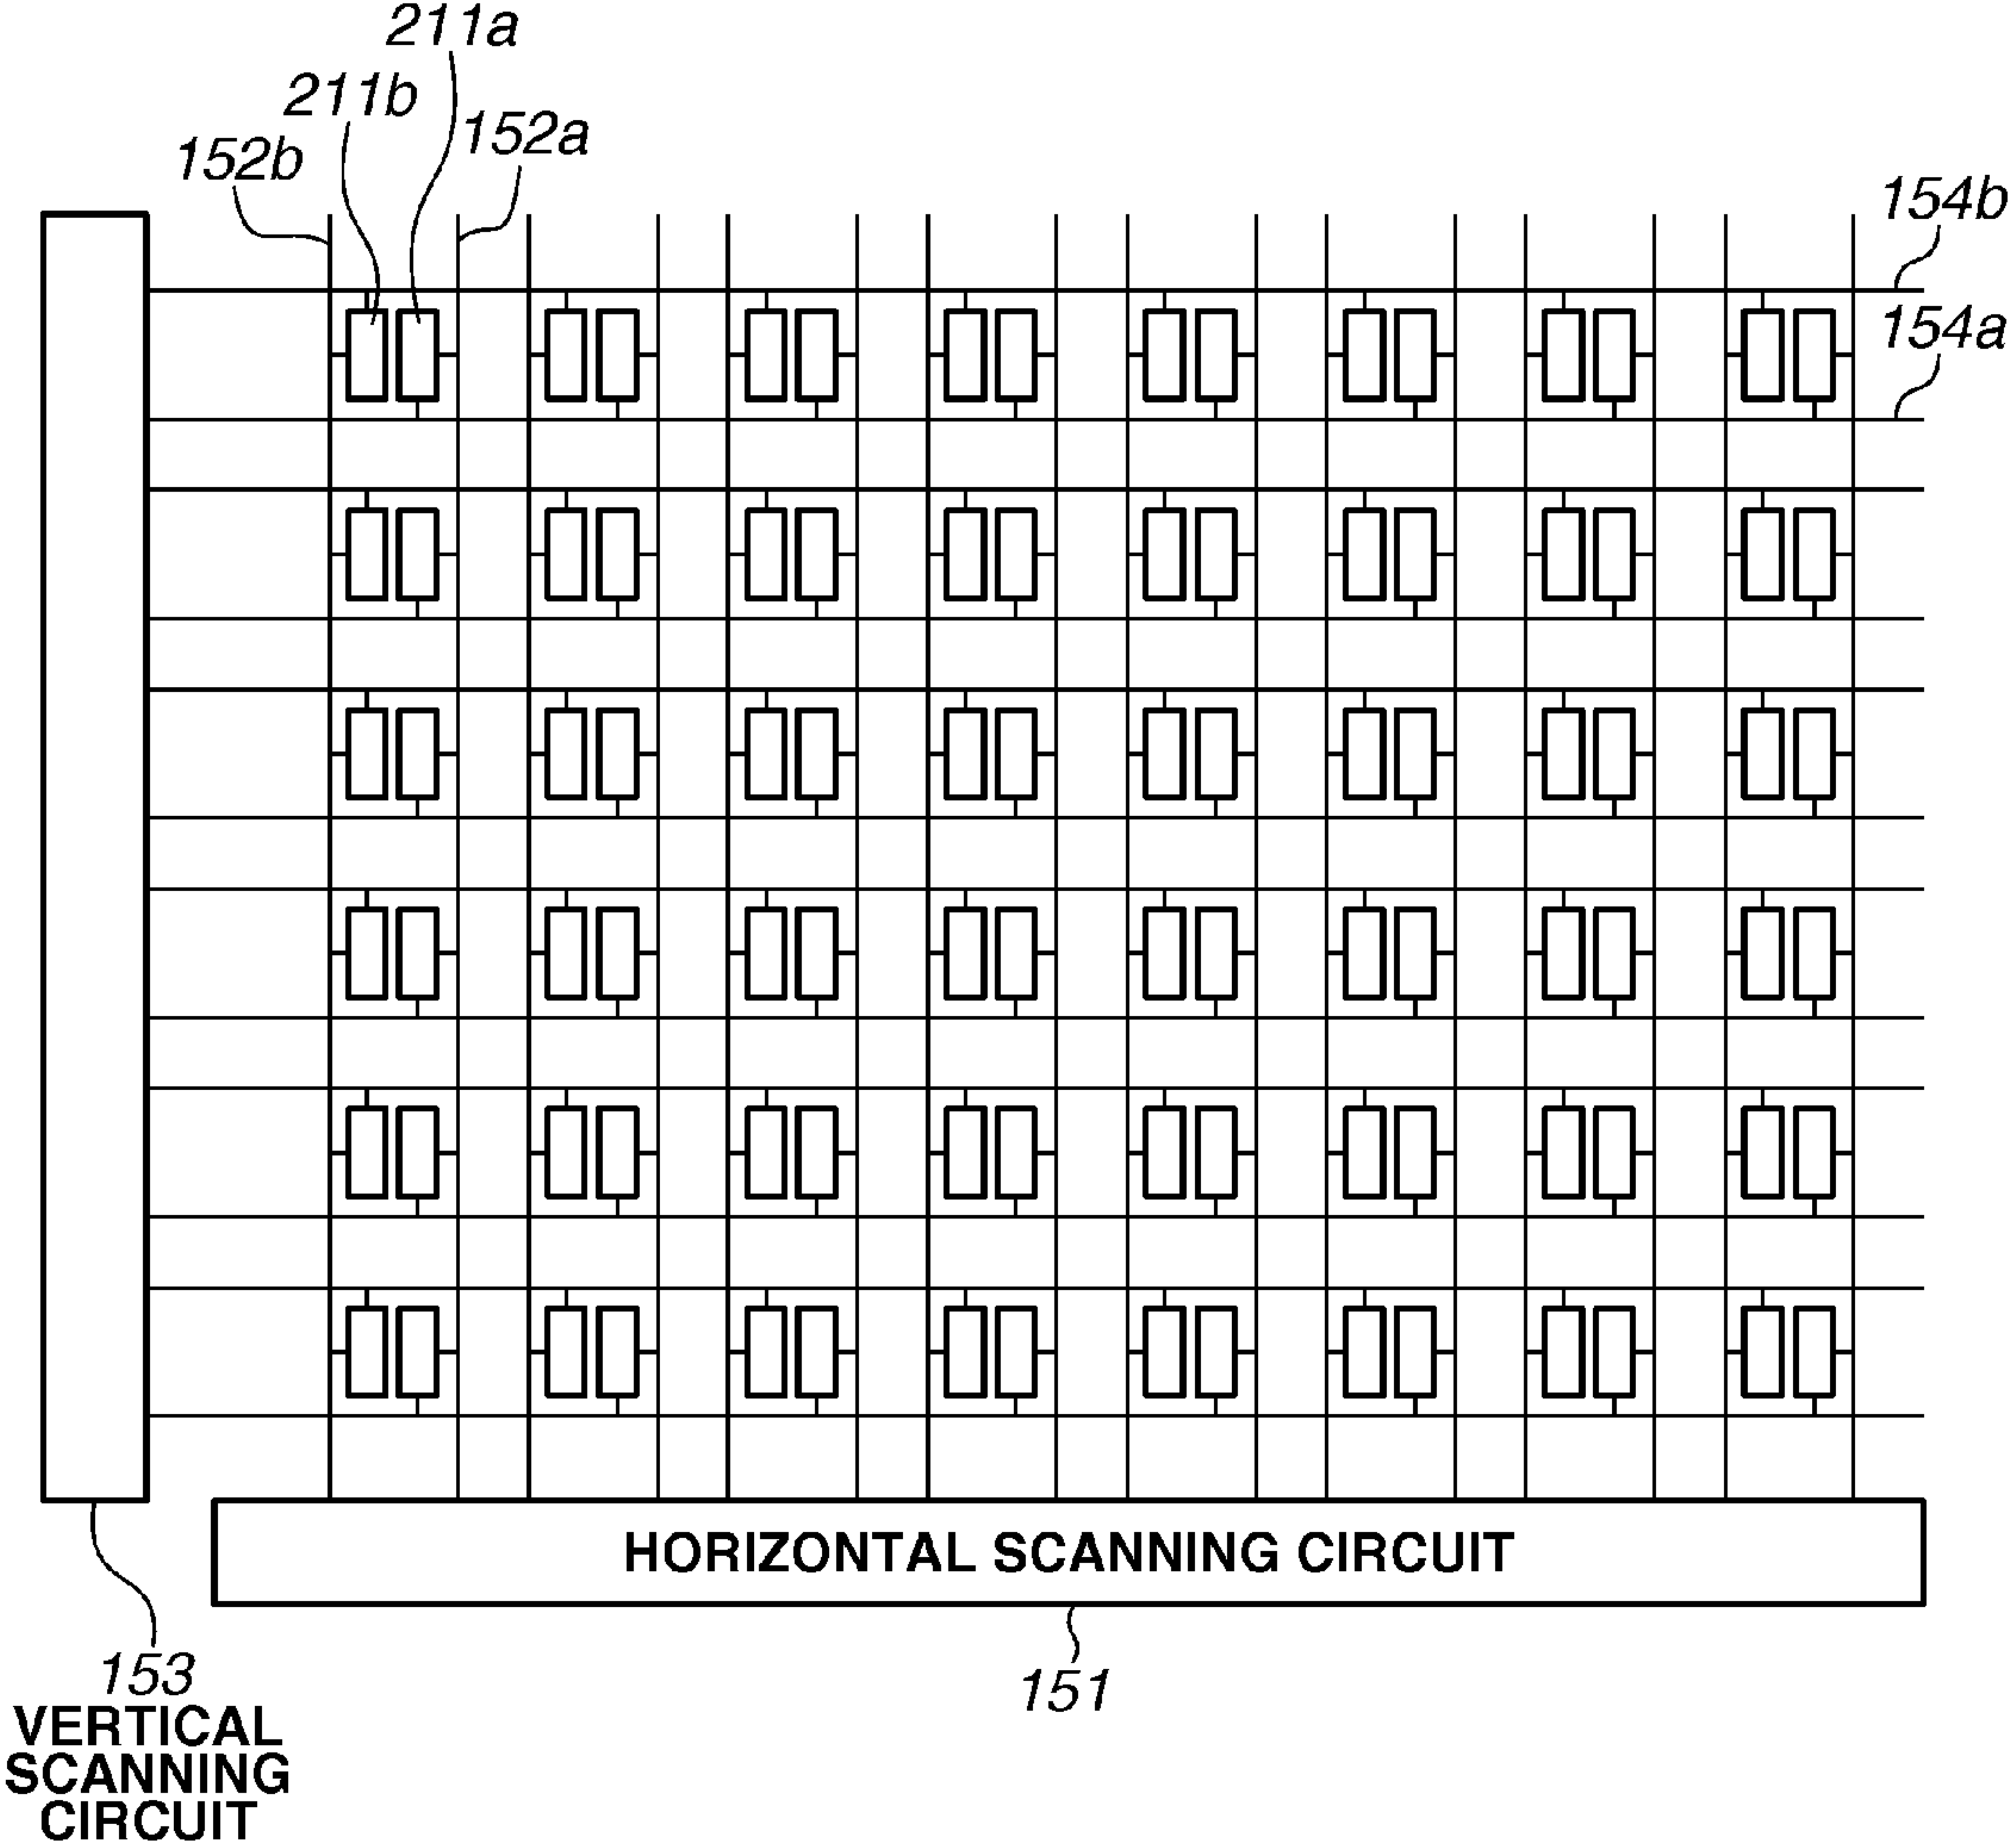 211a
211b
152a
152b
154b
154a
HORIZONTAL SCANNING CIRCUIT
153
151
VERTICAL
SCANNING
CIRCUIT